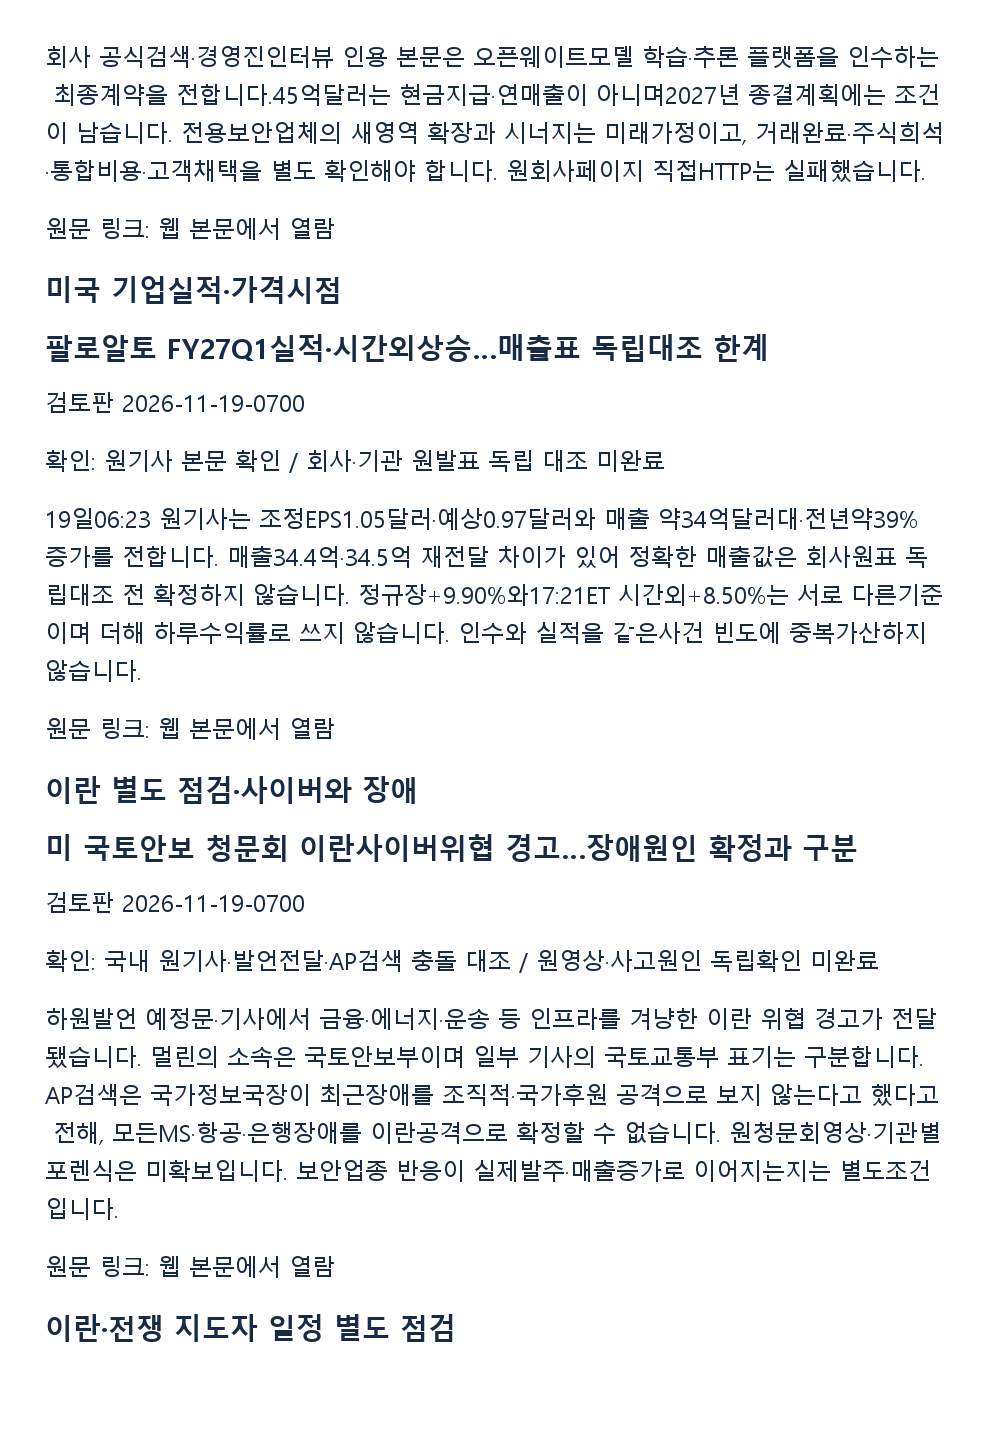 회사 공식검색·경영진인터뷰 인용 본문은 오픈웨이트모델 학습·추론 플랫폼을 인수하는
최종계약을 전합니다.45억달러는 현금지급·연매출이 아니며2027년 종결계획에는 조건
이 남습니다. 전용보안업체의 새영역 확장과 시너지는 미래가정이고, 거래완료·주식희석
·통합비용·고객채택을 별도 확인해야 합니다. 원회사페이지 직접HTTP는 실패했습니다.
원문 링크: 웹 본문에서 열람
미국 기업실적·가격시점
팔로알토 FY27Q1실적·시간외상승...매출표 독립대조 한계
검토판 2026-11-19-0700
확인: 원기사 본문 확인 / 회사·기관 원발표 독립 대조 미완료
19일06:23 원기사는 조정EPS1.05달러·예상0.97달러와 매출 약34억달러대·전년약39%
증가를 전합니다. 매출34.4억·34.5억 재전달 차이가 있어 정확한 매출값은 회사원표 독
립대조 전 확정하지 않습니다. 정규장+9.90%와17:21ET 시간외+8.50%는 서로 다른기준
이며 더해 하루수익률로 쓰지 않습니다. 인수와 실적을 같은사건 빈도에 중복가산하지
않습니다.
원문 링크: 웹 본문에서 열람
이란 별도 점검·사이버와 장애
미 국토안보 청문회 이란사이버위협 경고...장애원인 확정과 구분
검토판 2026-11-19-0700
확인: 국내 원기사·발언전달·AP검색 충돌 대조 / 원영상·사고원인 독립확인 미완료
하원발언 예정문·기사에서 금융·에너지·운송 등 인프라를 겨냥한 이란 위협 경고가 전달
됐습니다. 멀린의 소속은 국토안보부이며 일부 기사의 국토교통부 표기는 구분합니다.
AP검색은 국가정보국장이 최근장애를 조직적·국가후원 공격으로 보지 않는다고 했다고
전해, 모든MS·항공·은행장애를 이란공격으로 확정할 수 없습니다. 원청문회영상·기관별
포렌식은 미확보입니다. 보안업종 반응이 실제발주·매출증가로 이어지는지는 별도조건
입니다.
원문 링크: 웹 본문에서 열람
이란·전쟁 지도자 일정 별도 점검